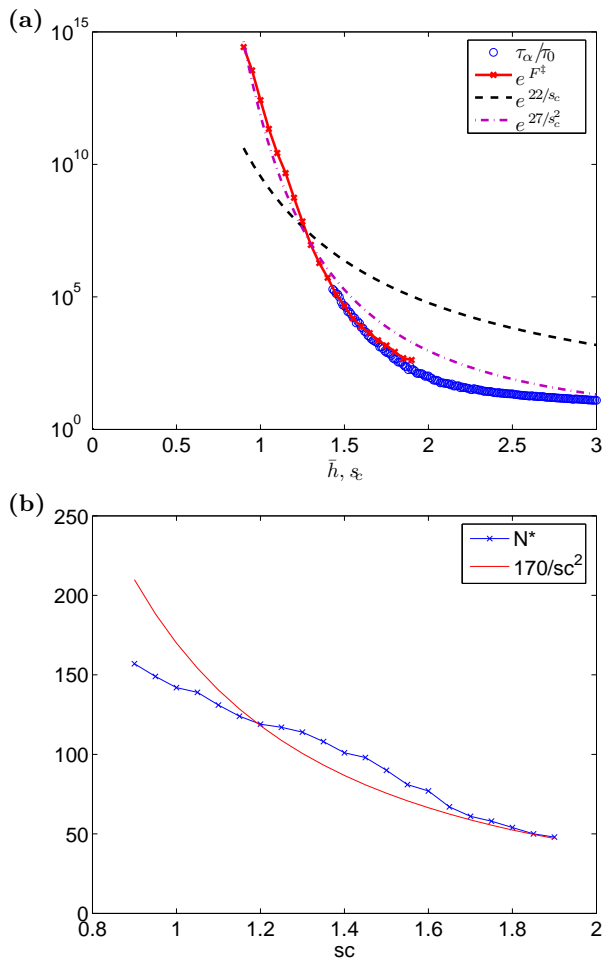 (a)
10^15
10^10
10^5
10^0
τ_α/τ_0
e^{F‡}
e^{22/s_c}
e^{27/s_c^2}
0 0.5 1 1.5 2 2.5 3
h̄, s_c
(b)
250
200
150
100
50
0
N*
170/sc^2
0.8 1 1.2 1.4 1.6 1.8 2
sc